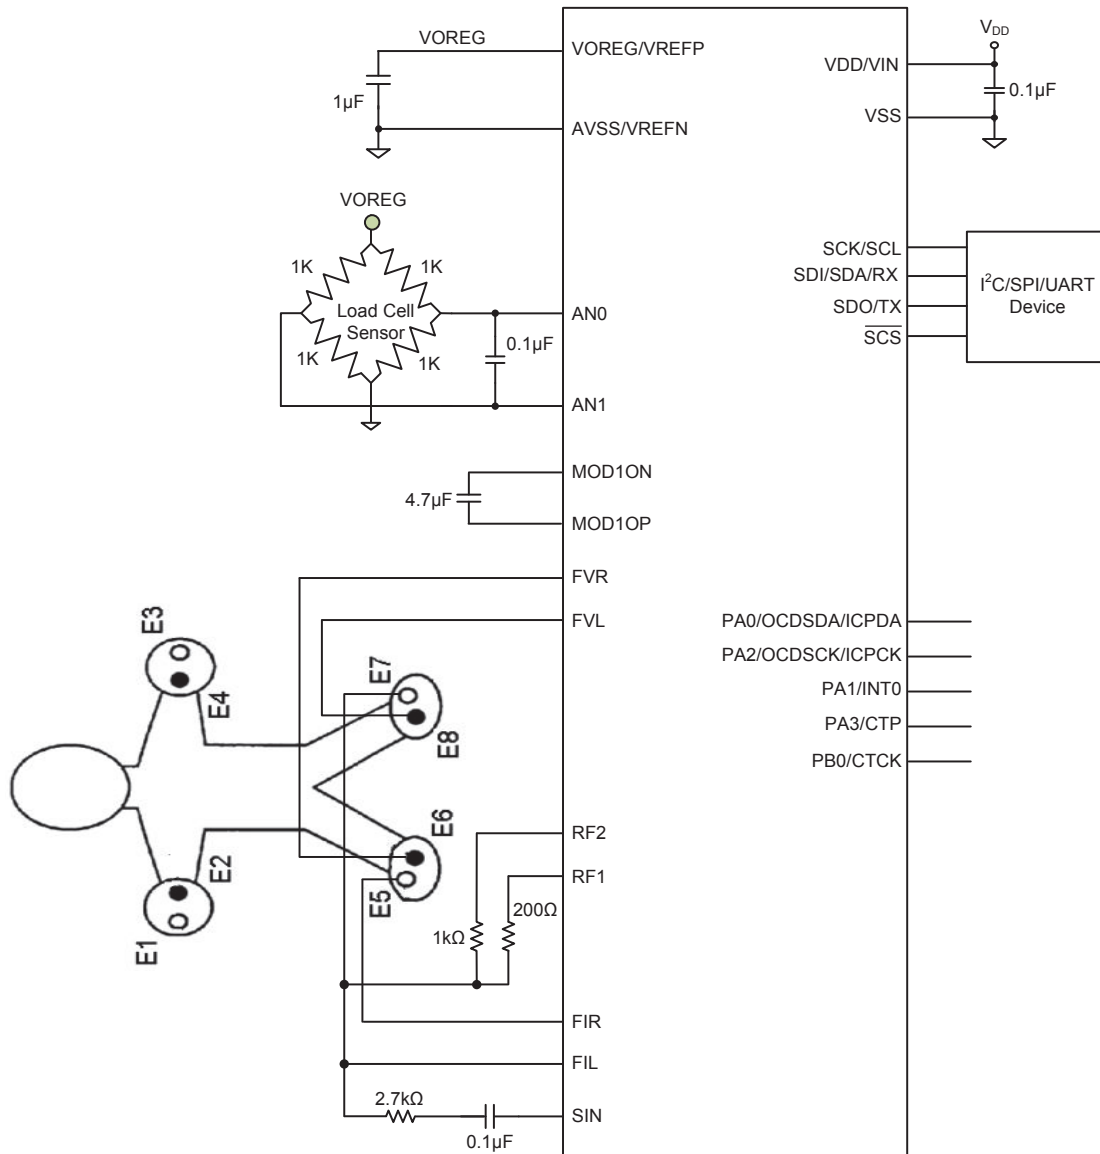 VOREG
VOREG/VREFP
1µF
AVSS/VREFN
VDD
VDD/VIN
0.1µF
VSS
VOREG
1K
1K
Load Cell
Sensor
1K
1K
AN0
0.1µF
AN1
SCK/SCL
SDI/SDA/RX
SDO/TX
SCS
I²C/SPI/UART
Device
MOD1ON
4.7µF
MOD1OP
FVR
FVL
PA0/OCDSDA/ICPDA
PA2/OCDSCK/ICPCK
PA1/INT0
PA3/CTP
PB0/CTCK
E3
E4
E7
E8
E6
E5
E2
E1
RF2
RF1
200Ω
1kΩ
FIR
FIL
2.7kΩ
0.1µF
SIN